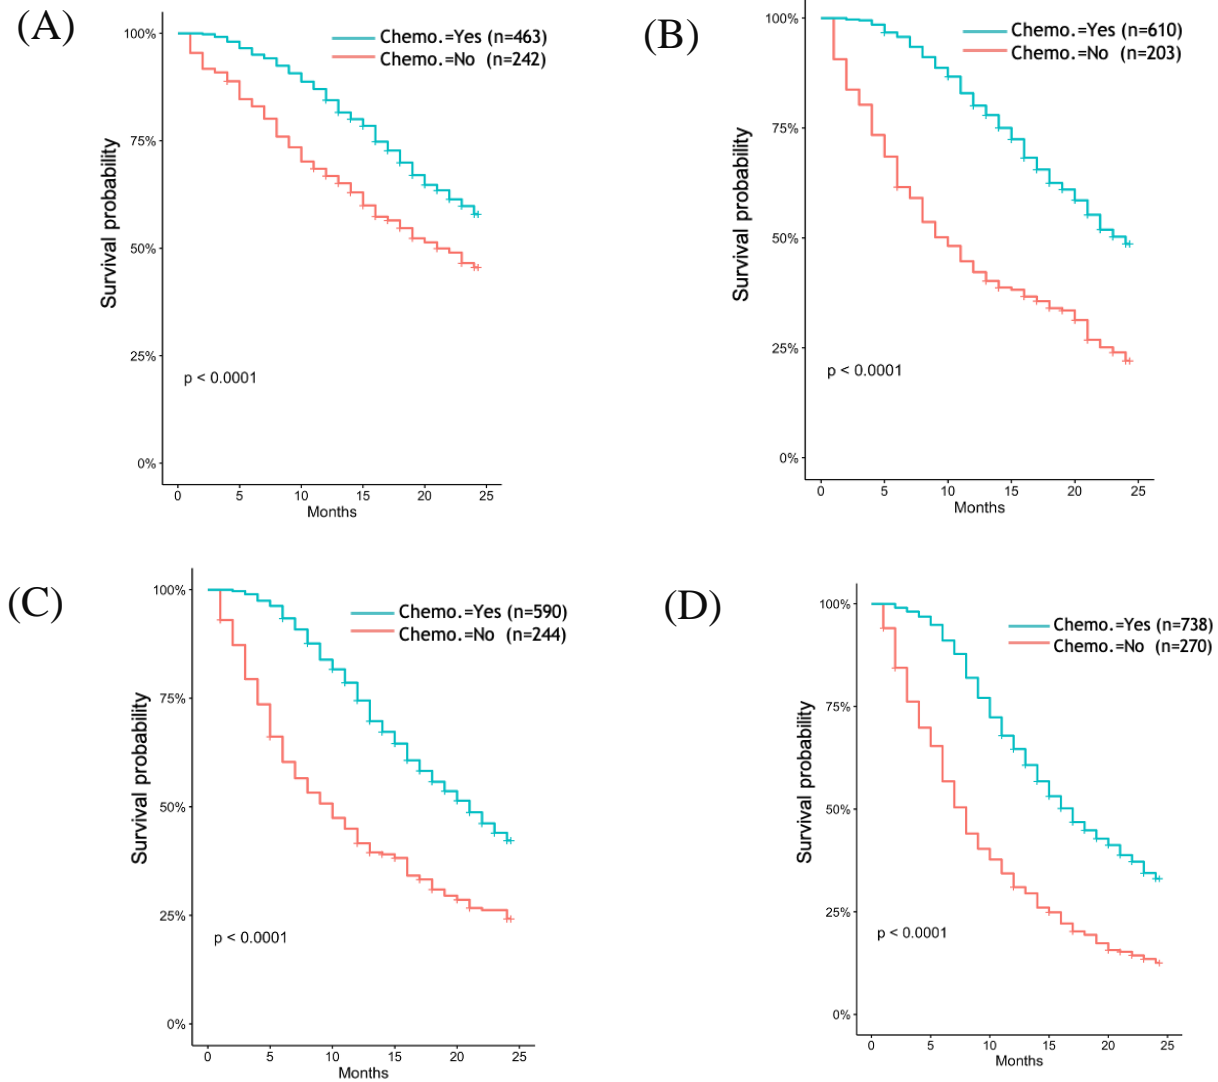 (A)
Chemo.=Yes (n=463)
Chemo.=No (n=242)
Survival probability
100%
75%
50%
25%
0%
p < 0.0001
0 5 10 15 20 25
Months
(B)
Chemo.=Yes (n=610)
Chemo.=No (n=203)
Survival probability
100%
75%
50%
25%
0%
p < 0.0001
0 5 10 15 20 25
Months
(C)
Chemo.=Yes (n=590)
Chemo.=No (n=244)
Survival probability
100%
75%
50%
25%
0%
p < 0.0001
0 5 10 15 20 25
Months
(D)
Chemo.=Yes (n=738)
Chemo.=No (n=270)
Survival probability
100%
75%
50%
25%
0%
p < 0.0001
0 5 10 15 20 25
Months